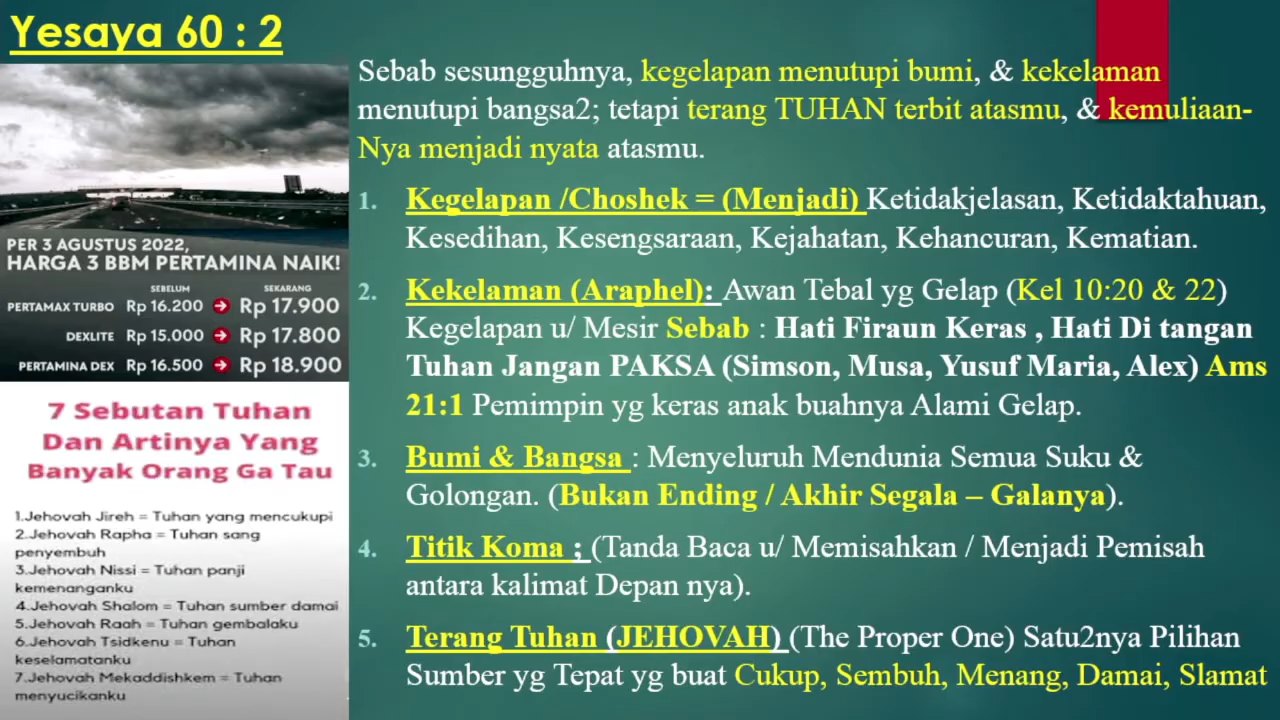 Yesaya 60 : 2
Sebab sesungguhnya, kegelapan menutupi bumi, & kekelaman
menutupi bangsa2; tetapi terang TUHAN terbit atasmu, & kemuliaan-
Nya menjadi nyata atasmu.
1. Kegelapan /Choshek = (Menjadi) Ketidakjelasan, Ketidaktahuan,
Kesedihan, Kesengsaraan, Kejahatan, Kehancuran, Kematian.
2. Kekelaman (Araphel): Awan Tebal yg Gelap (Kel 10:20 & 22)
Kegelapan u/ Mesir Sebab : Hati Firaun Keras , Hati Di tangan
Tuhan Jangan PAKSA (Simson, Musa, Yusuf Maria, Alex) Ams
21:1 Pemimpin yg keras anak buahnya Alami Gelap.
3. Bumi & Bangsa : Menyeluruh Mendunia Semua Suku &
Golongan. (Bukan Ending / Akhir Segala – Galanya).
4. Titik Koma ; (Tanda Baca u/ Memisahkan / Menjadi Pemisah
antara kalimat Depan nya).
5. Terang Tuhan (JEHOVAH) (The Proper One) Satu2nya Pilihan
Sumber yg Tepat yg buat Cukup, Sembuh, Menang, Damai, Slamat
PER 3 AGUSTUS 2022,
HARGA 3 BBM PERTAMINA NAIK!
SEBELUM SEKARANG
PERTAMAX TURBO Rp 16.200 Rp 17.900
DEXLITE Rp 15.000 Rp 17.800
PERTAMINA DEX Rp 16.500 Rp 18.900
7 Sebutan Tuhan
Dan Artinya Yang
Banyak Orang Ga Tau
1.Jehovah Jireh = Tuhan yang mencukupi
2.Jehovah Rapha = Tuhan sang
penyembuh
3.Jehovah Nissi = Tuhan panji
kemenanganku
4.Jehovah Shalom = Tuhan sumber damai
5.Jehovah Raah = Tuhan gembalaku
6.Jehovah Tsidkenu = Tuhan
keselamatanku
7.Jehovah Mekaddishkem = Tuhan
menyucikanku